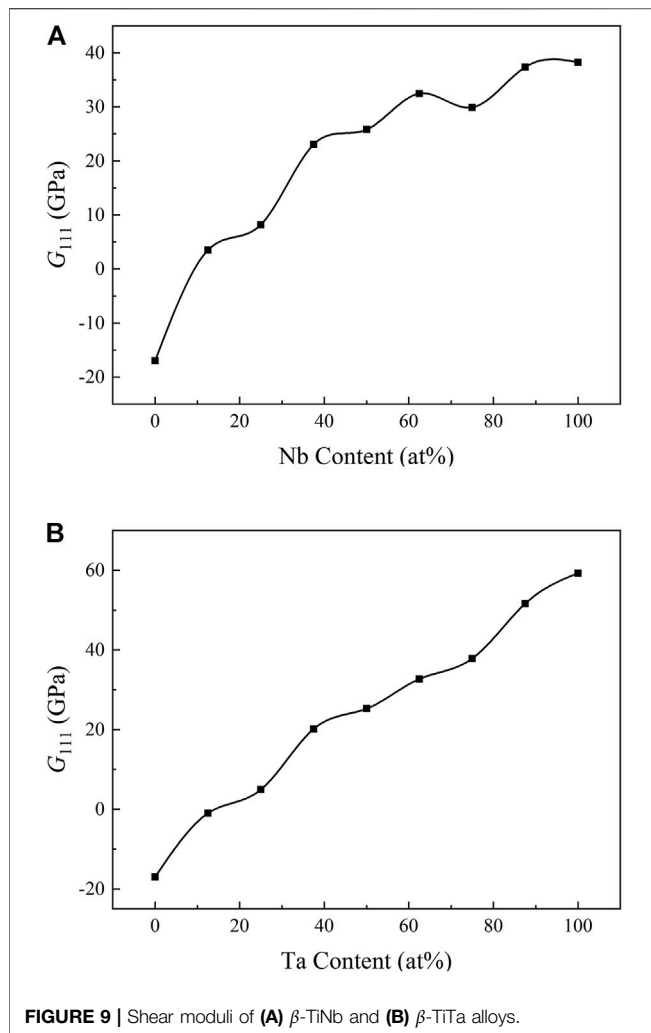 A
40
30
20
10
0
-10
-20
G111 (GPa)
0 20 40 60 80 100
Nb Content (at%)
B
60
40
20
0
-20
G111 (GPa)
0 20 40 60 80 100
Ta Content (at%)
FIGURE 9 | Shear moduli of (A) β-TiNb and (B) β-TiTa alloys.